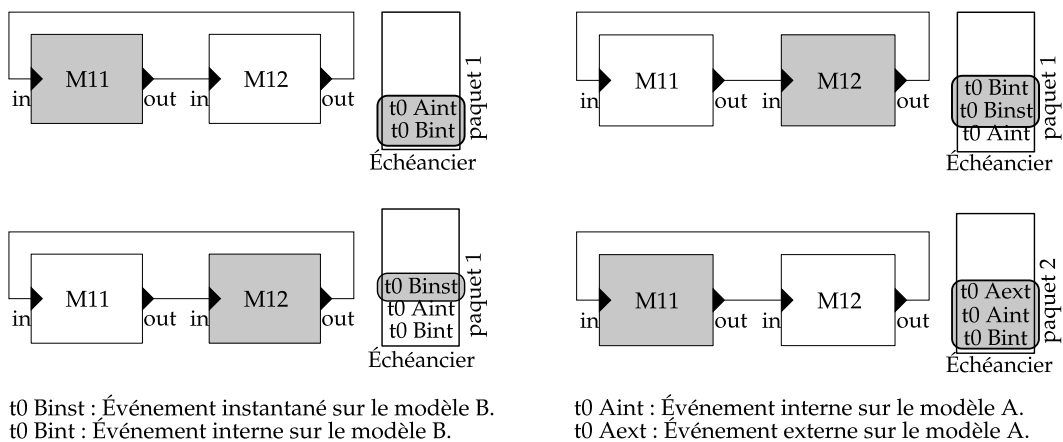 M11
M12
in
out
in
out
t0 Aint
t0 Bint
paquet 1
Échéancier
M11
M12
in
out
in
out
t0 Bint
t0 Binst
t0 Aint
paquet 1
Échéancier
M11
M12
in
out
in
out
t0 Binst
t0 Aint
t0 Bint
paquet 1
Échéancier
M11
M12
in
out
in
out
t0 Aext
t0 Aint
t0 Bint
paquet 2
Échéancier
t0 Binst : Événement instantané sur le modèle B.
t0 Bint : Événement interne sur le modèle B.
t0 Aint : Événement interne sur le modèle A.
t0 Aext : Événement externe sur le modèle A.